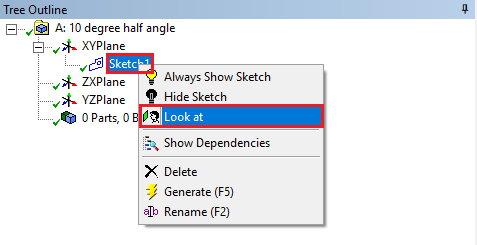 Tree Outline
A: 10 degree half angle
XYPlane
Sketch1
Always Show Sketch
ZXPlane
Hide Sketch
YZPlane
Look at
0 Parts, 0 B
Show Dependencies
Delete
Generate (F5)
Rename (F2)